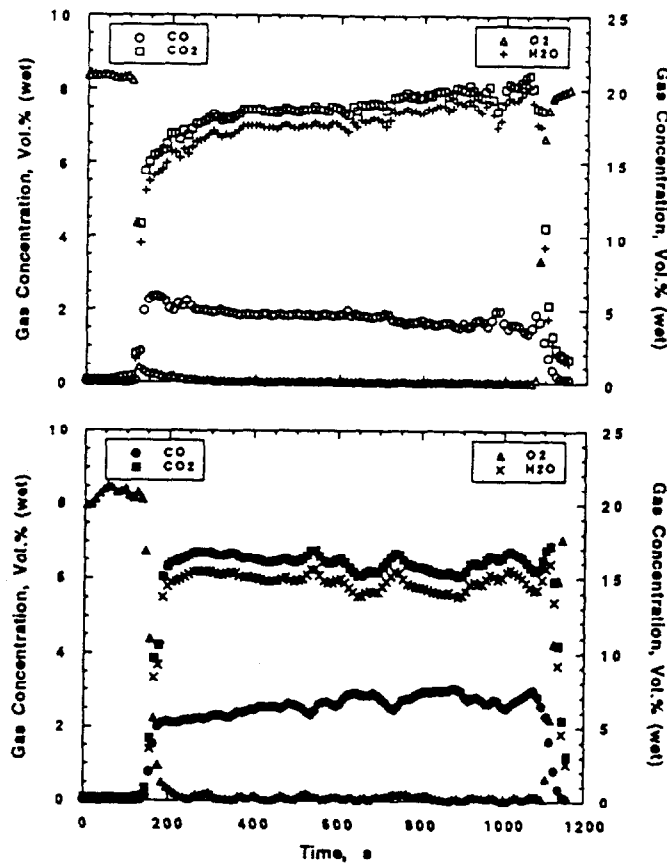 10
8
6
4
2
0
Gas Concentration, Vol.% (wet)
CO
CO2
O2
H2O
25
20
15
10
5
0
Gas Concentration, Vol.% (wet)
10
8
6
4
2
0
Gas Concentration, Vol.% (wet)
CO
CO2
O2
H2O
25
20
15
10
5
0
Gas Concentration, Vol.% (wet)
0 200 400 600 800 1000 1200
Time, s